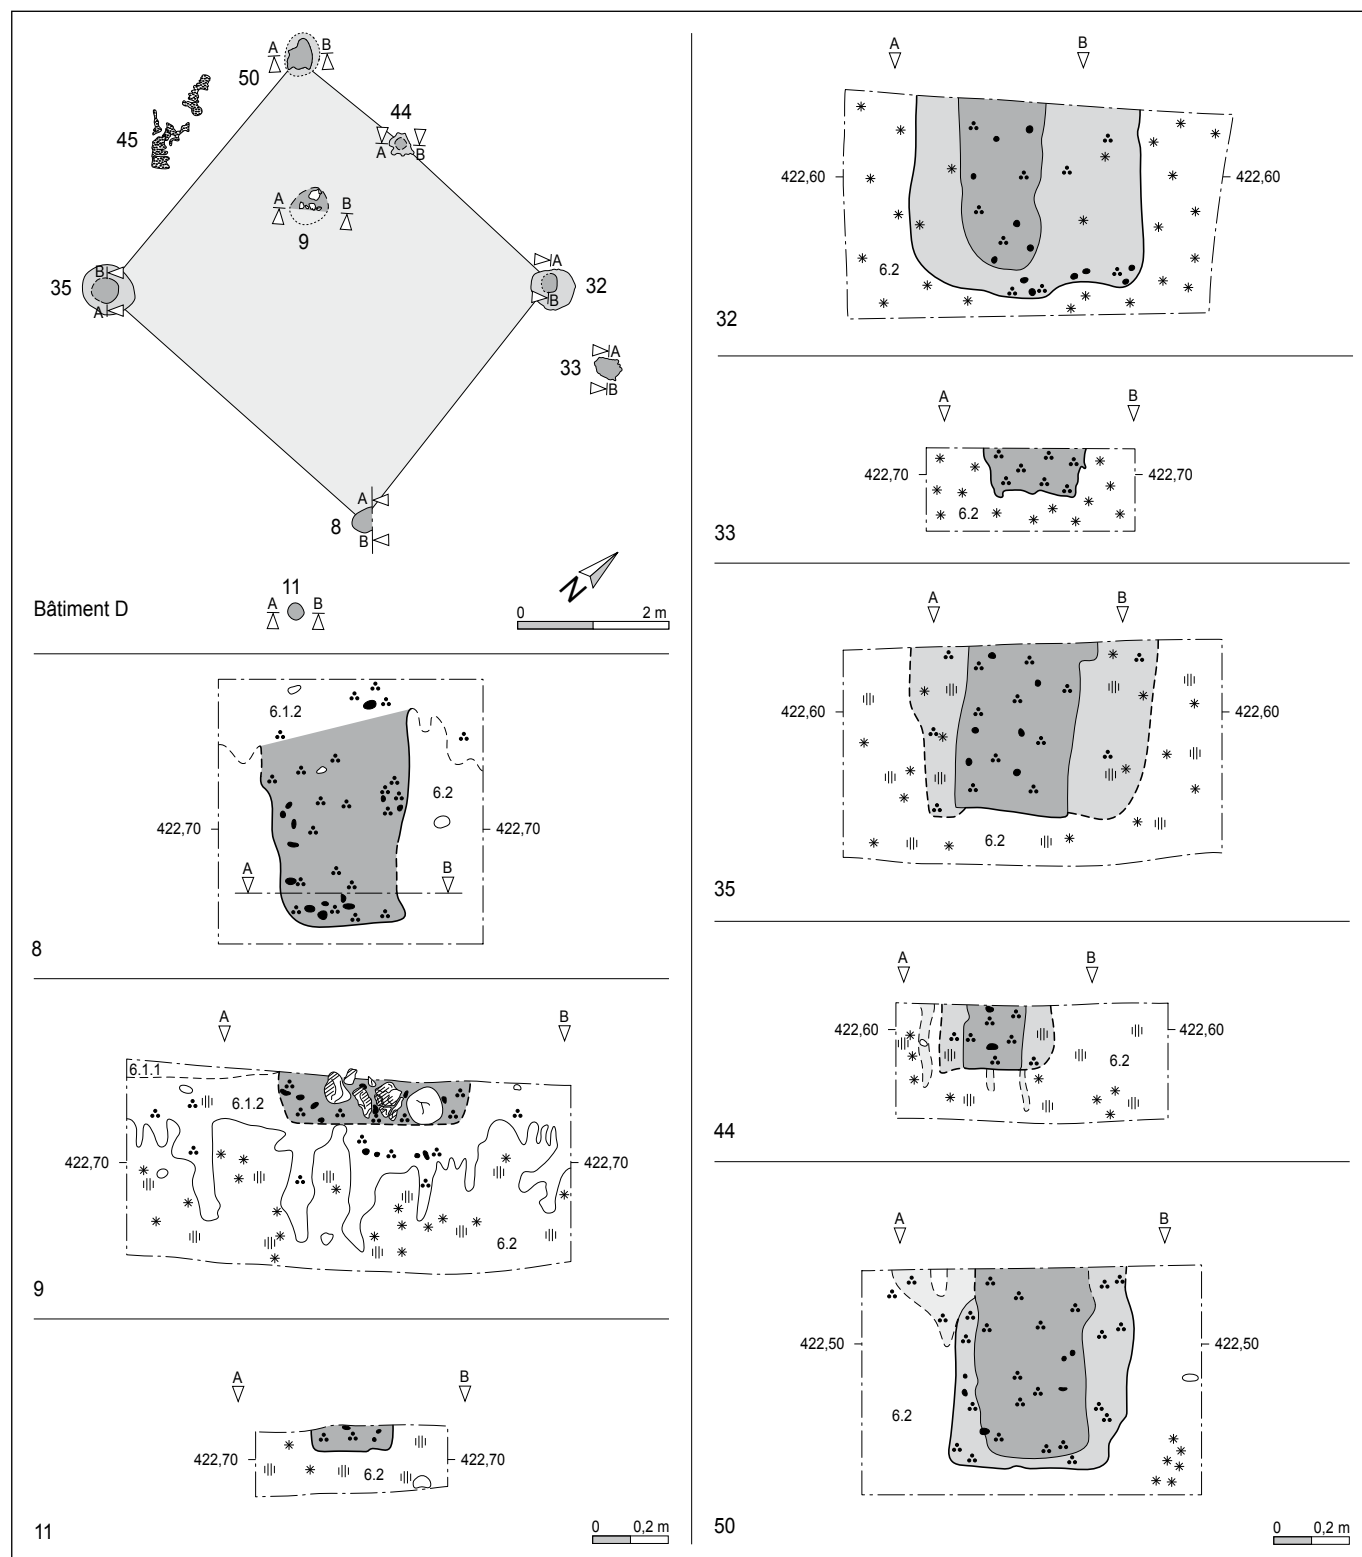 A B
50
44
A B
45
A B
9
B
35
A
A
32
B
A
33
B
A
8
B
N
11
Bâtiment D
A B
0 2 m
6.1.2
6.2
422,70 422,70
A B
8
A B
6.1.1
6.1.2
422,70 422,70
6.2
9
A B
422,70 422,70
6.2
11
0 0,2 m
A B
422,60 422,60
6.2
32
A B
422,70 422,70
6.2
33
A B
422,60 422,60
6.2
35
A B
422,60 422,60
6.2
44
A B
422,50 422,50
6.2
50
0 0,2 m